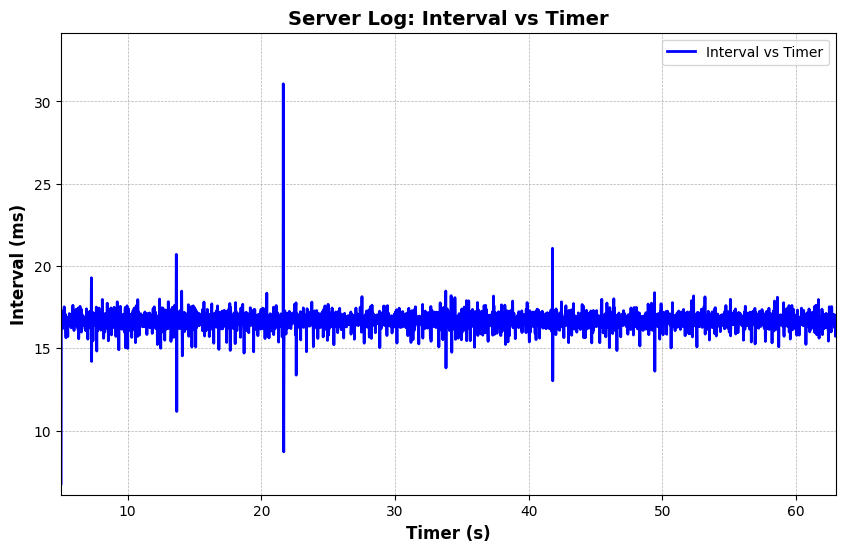 Server Log: Interval vs Timer
Interval vs Timer
30
25
20
15
10
Interval (ms)
10 20 30 40 50 60
Timer (s)